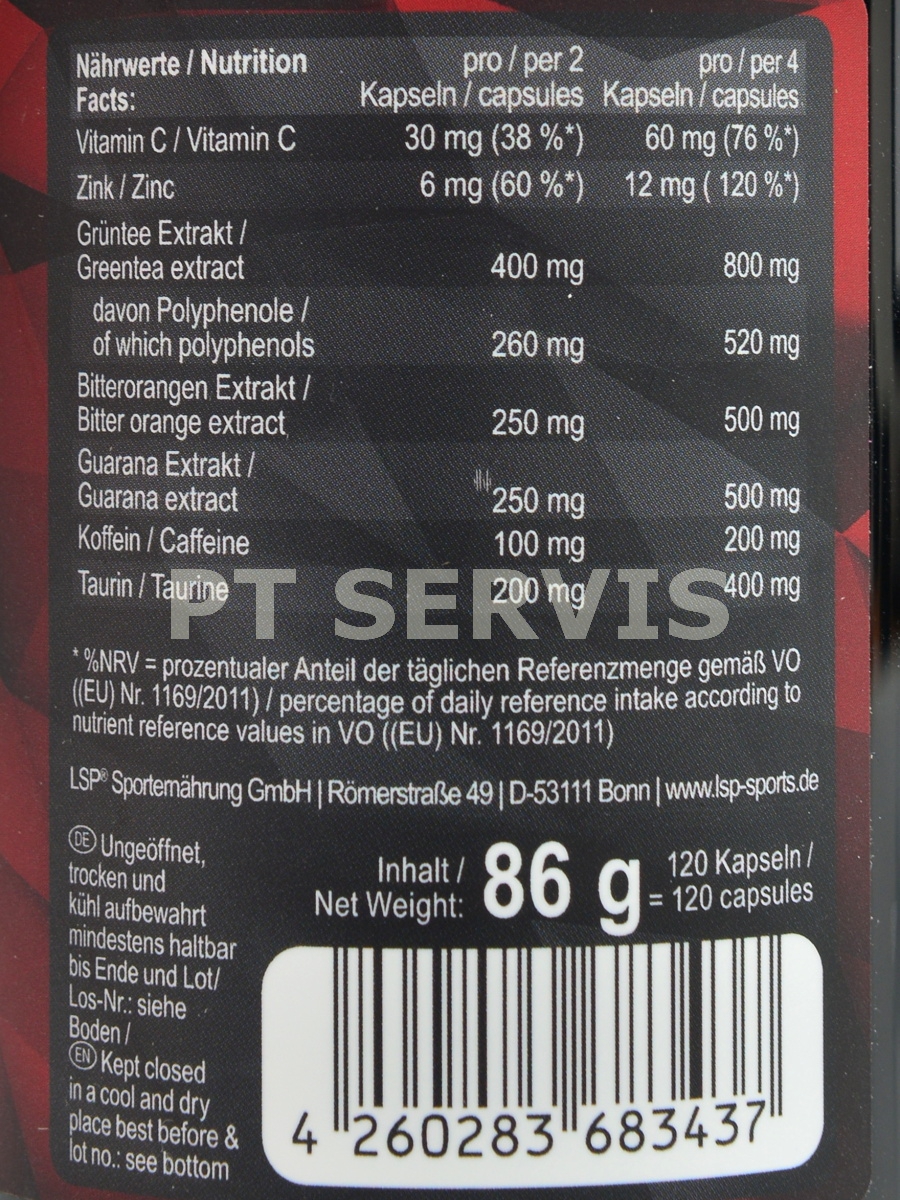 Nährwerte / Nutrition Facts: pro / per 2 Kapseln / capsules pro / per 4 Kapseln / capsules
Vitamin C / Vitamin C 30 mg (38 %*) 60 mg (76 %*)
Zink / Zinc 6 mg (60 %*) 12 mg ( 120 %*)
Grüntee Extrakt /
Greentea extract 400 mg 800 mg
davon Polyphenole /
of which polyphenols 260 mg 520 mg
Bitterorangen Extrakt /
Bitter orange extract 250 mg 500 mg
Guarana Extrakt /
Guarana extract 250 mg 500 mg
Koffein / Caffeine 100 mg 200 mg
Taurin / Taurine 200 mg 400 mg
PT SERVIS
* %NRV = prozentualer Anteil der täglichen Referenzmenge gemäß VO
((EU) Nr. 1169/2011) / percentage of daily reference intake according to
nutrient reference values in VO ((EU) Nr. 1169/2011)
LSP® Sporternährung GmbH | Römerstraße 49 | D-53111 Bonn | www.lsp-sports.de
DE Ungeöffnet,
trocken und
kühl aufbewahrt
mindestens haltbar
bis Ende und Lot/
Los-Nr.: siehe
Boden /
EN Kept closed
in a cool and dry
place best before &
lot no.: see bottom
Inhalt /
Net Weight: 86 g
120 Kapseln /
= 120 capsules
4 260283 683437